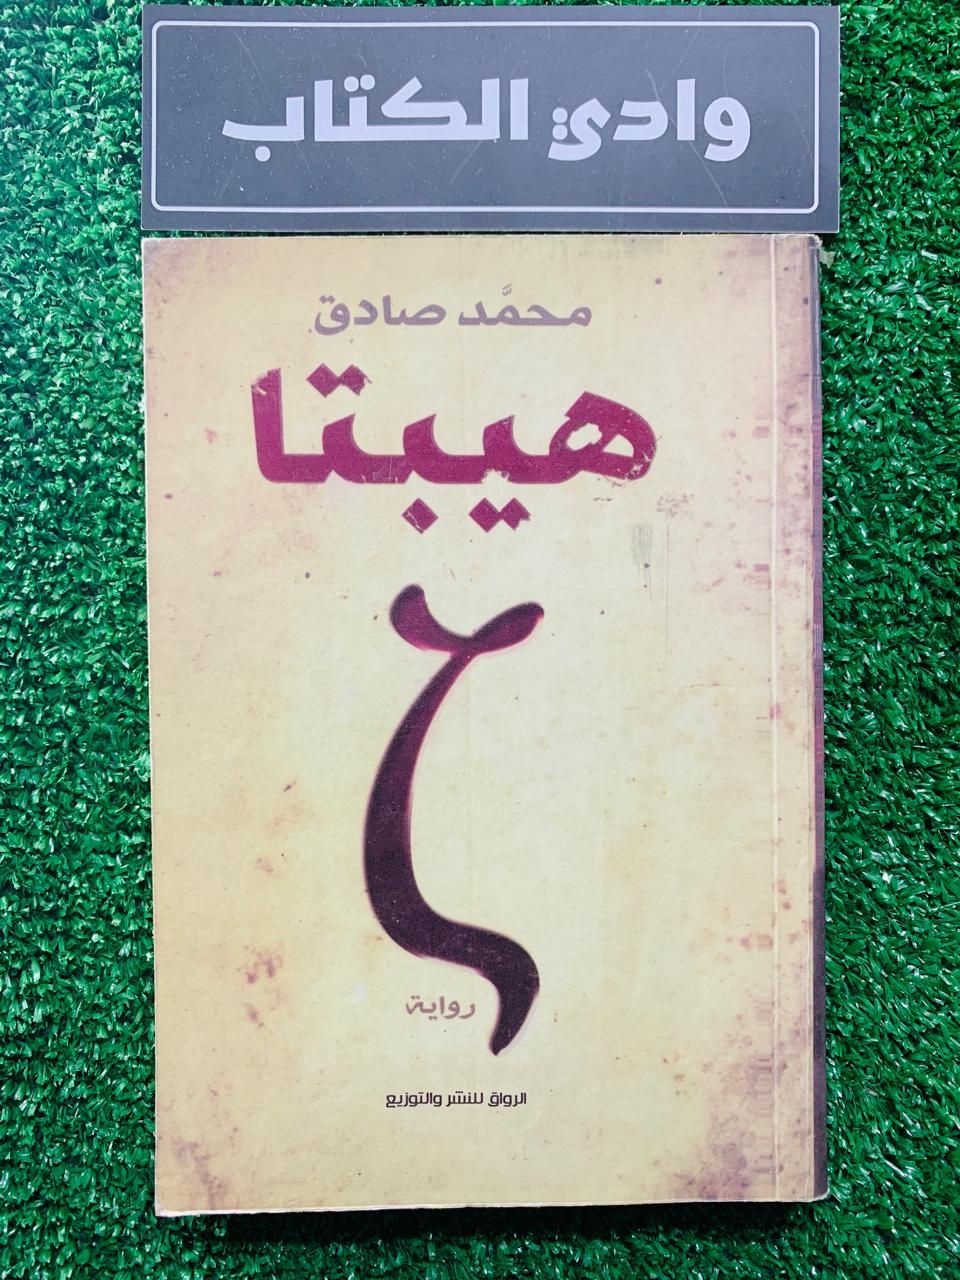 وادي الكتاب
محمَّد صادق
هيبتا
ζ
رواية
الرواق للنشر والتوزيع